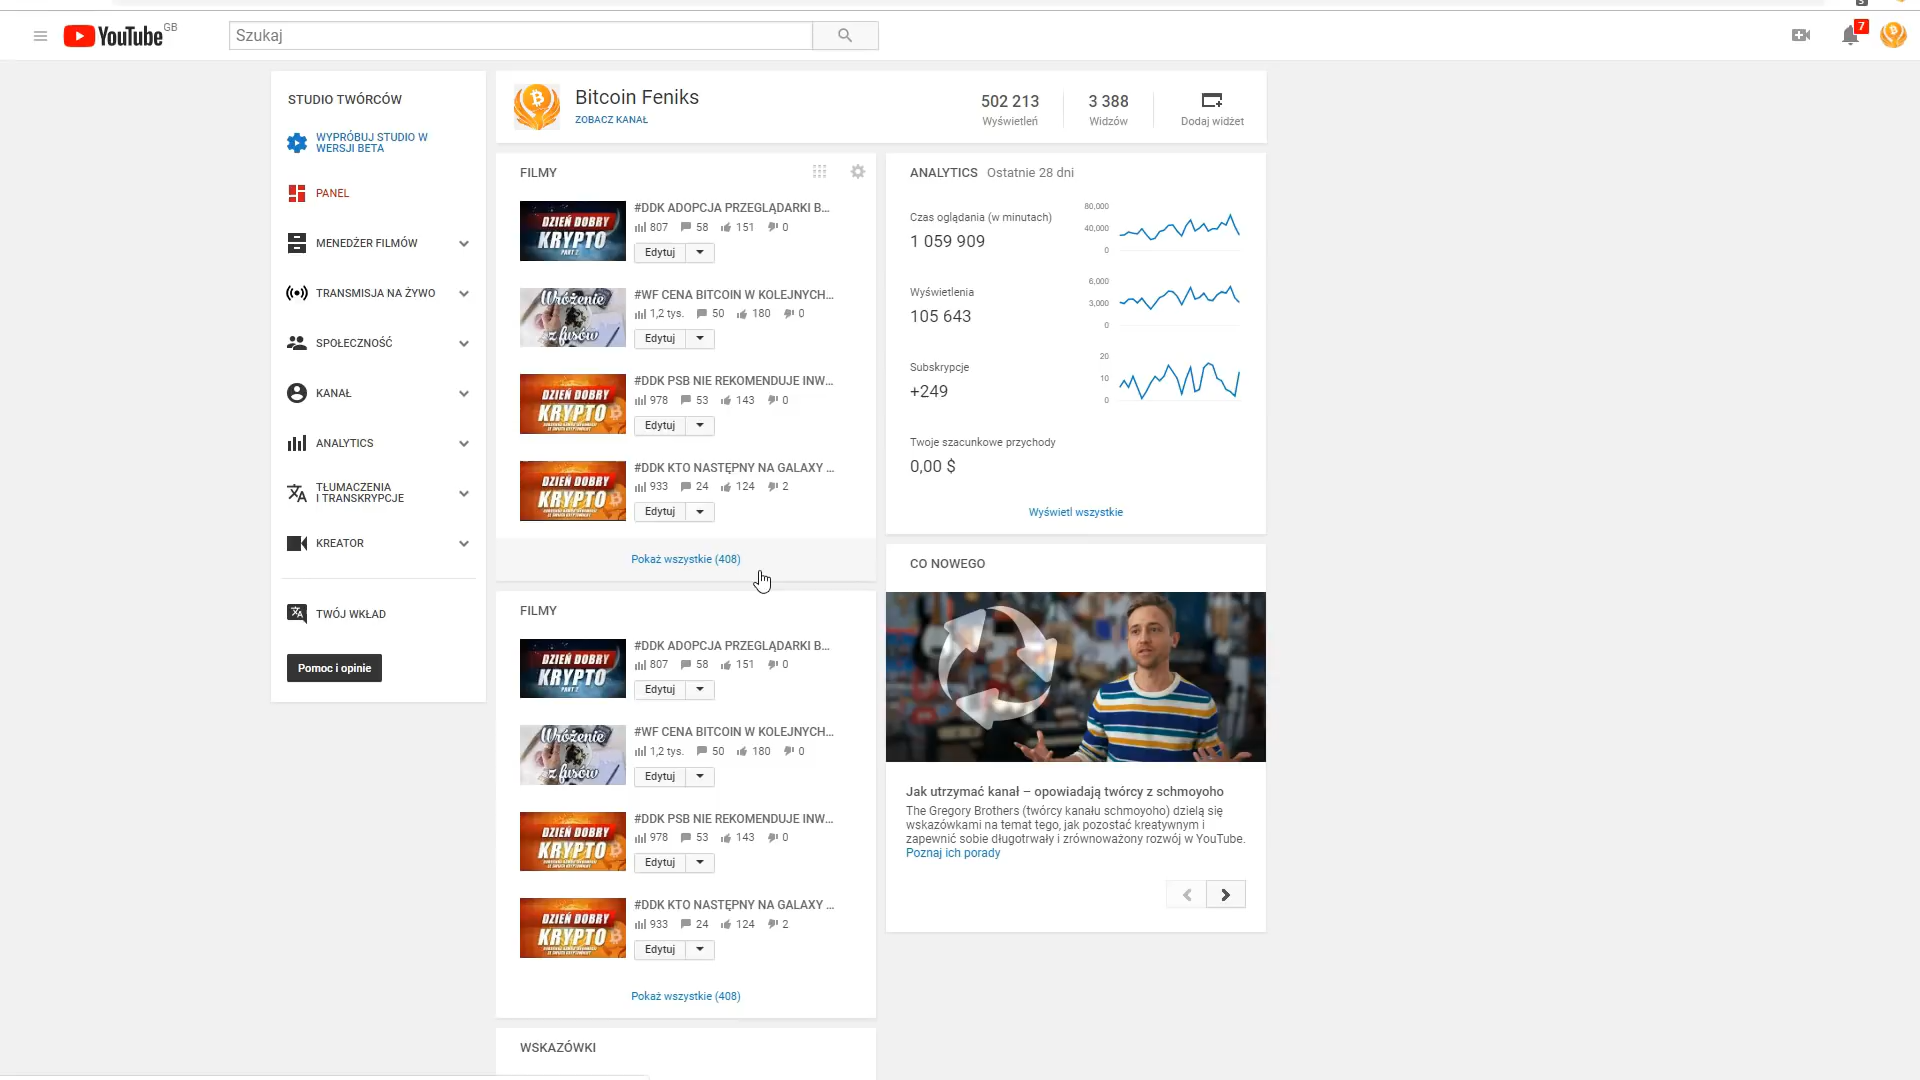 YouTube GB
Szukaj
7
STUDIO TWÓRCÓW
WYPRÓBUJ STUDIO W
WERSJI BETA
PANEL
MENEDŻER FILMÓW
TRANSMISJA NA ŻYWO
SPOŁECZNOŚĆ
KANAŁ
ANALYTICS
TŁUMACZENIA
I TRANSKRYPCJE
KREATOR
TWÓJ WKŁAD
Pomoc i opinie
Bitcoin Feniks
ZOBACZ KANAŁ
502 213
Wyświetleń
3 388
Widzów
Dodaj widżet
FILMY
DZIEŃ DOBRY
KRYPTO
PART 2
#DDK ADOPCJA PRZEGLĄDARKI B...
807 58 151 0
Edytuj
Wróżenie
z fusów
#WF CENA BITCOIN W KOLEJNYCH...
1,2 tys. 50 180 0
Edytuj
DZIEŃ DOBRY
KRYPTO
#DDK PSB NIE REKOMENDUJE INW...
978 53 143 0
Edytuj
DZIEŃ DOBRY
KRYPTO
#DDK KTO NASTĘPNY NA GALAXY ...
933 24 124 2
Edytuj
Pokaż wszystkie (408)
FILMY
DZIEŃ DOBRY
KRYPTO
PART 2
#DDK ADOPCJA PRZEGLĄDARKI B...
807 58 151 0
Edytuj
Wróżenie
z fusów
#WF CENA BITCOIN W KOLEJNYCH...
1,2 tys. 50 180 0
Edytuj
DZIEŃ DOBRY
KRYPTO
#DDK PSB NIE REKOMENDUJE INW...
978 53 143 0
Edytuj
DZIEŃ DOBRY
KRYPTO
#DDK KTO NASTĘPNY NA GALAXY ...
933 24 124 2
Edytuj
Pokaż wszystkie (408)
WSKAZÓWKI
ANALYTICS Ostatnie 28 dni
Czas oglądania (w minutach)
1 059 909
80,000
40,000
0
Wyświetlenia
105 643
6,000
3,000
0
Subskrypcje
+249
20
10
0
Twoje szacunkowe przychody
0,00 $
Wyświetl wszystkie
CO NOWEGO
Jak utrzymać kanał – opowiadają twórcy z schmoyoho
The Gregory Brothers (twórcy kanału schmoyoho) dzielą się
wskazówkami na temat tego, jak pozostać kreatywnym i
zapewnić sobie długotrwały i zrównoważony rozwój w YouTube.
Poznaj ich porady